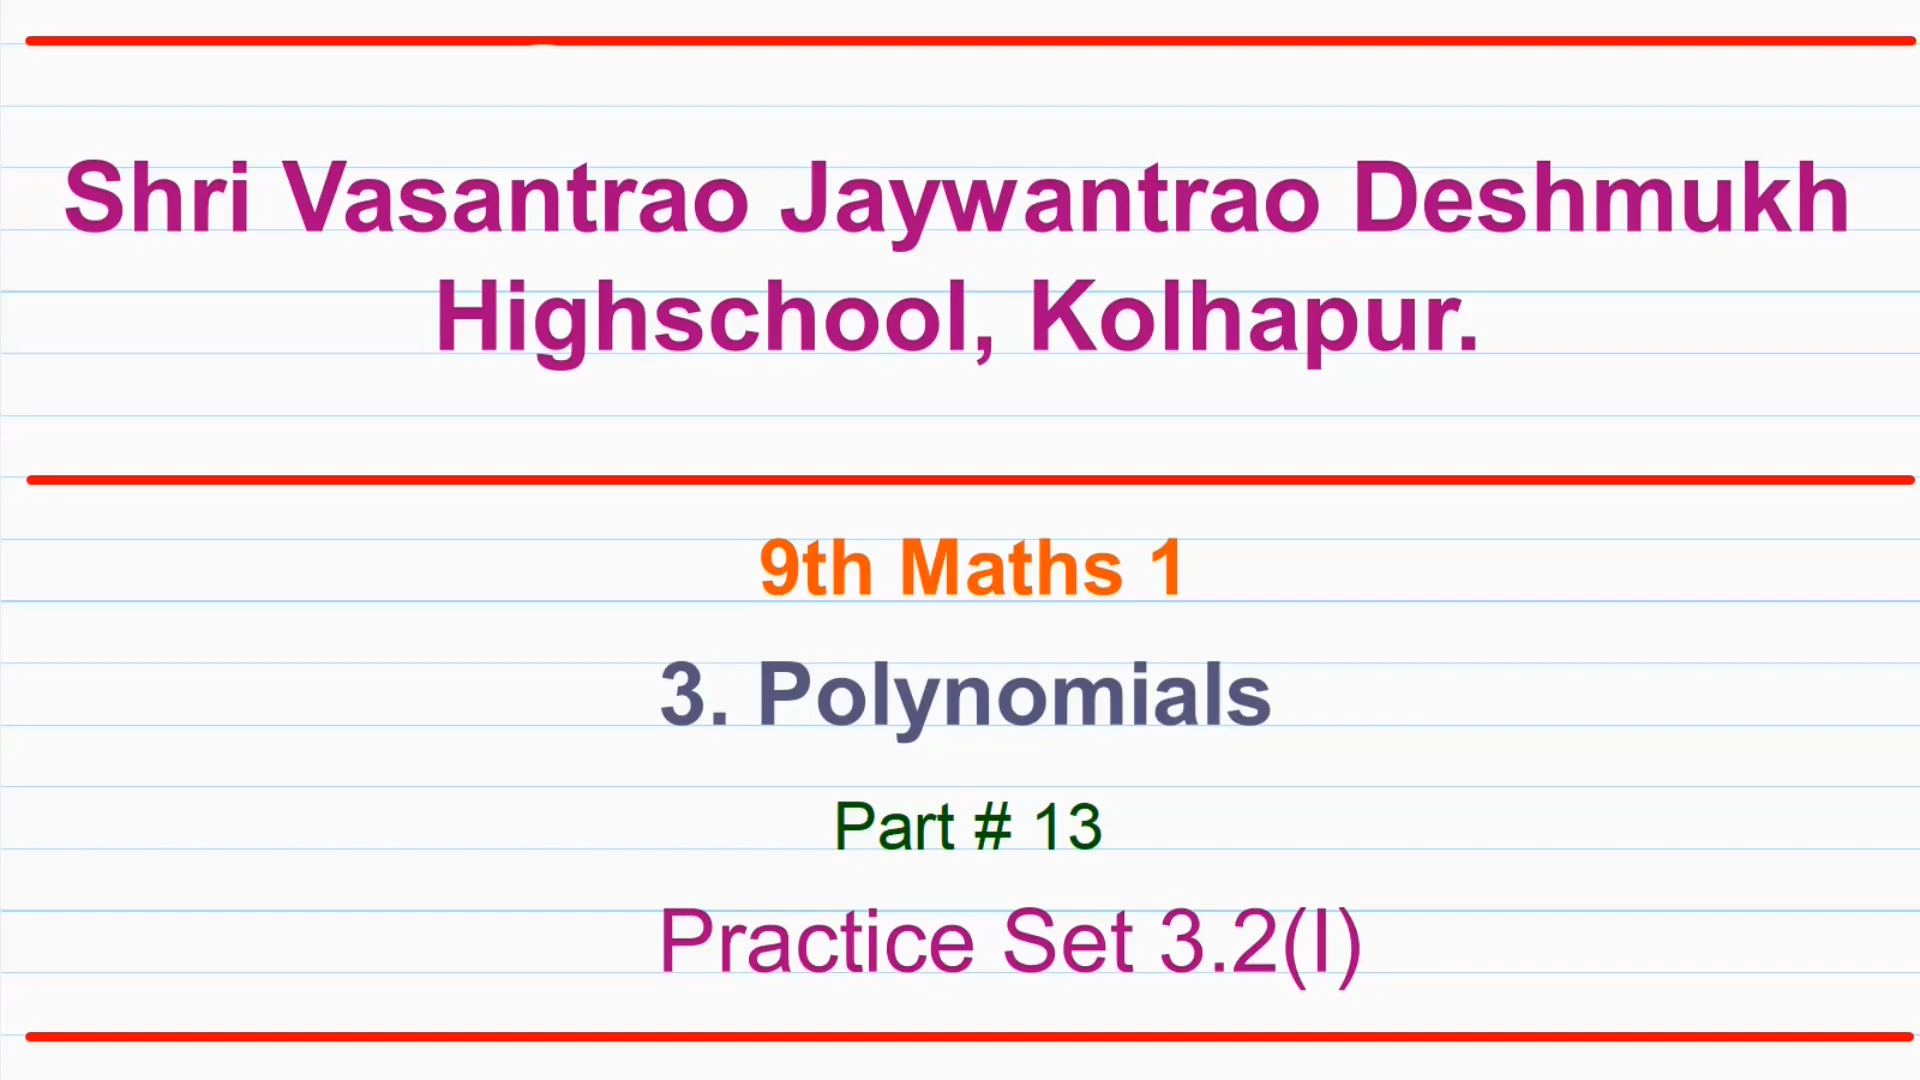 Shri Vasantrao Jaywantrao Deshmukh
Highschool, Kolhapur.
9th Maths 1
3. Polynomials
Part # 13
Practice Set 3.2(I)